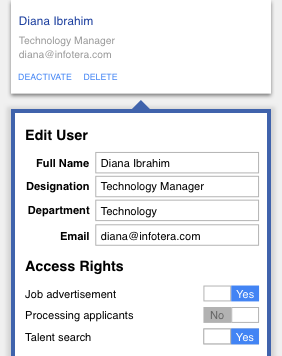 Diana Ibrahim
Technology Manager
diana@infotera.com
DEACTIVATE DELETE
Edit User
Full Name Diana Ibrahim
Designation Technology Manager
Department Technology
Email diana@infotera.com
Access Rights
Job advertisement Yes
Processing applicants No
Talent search Yes